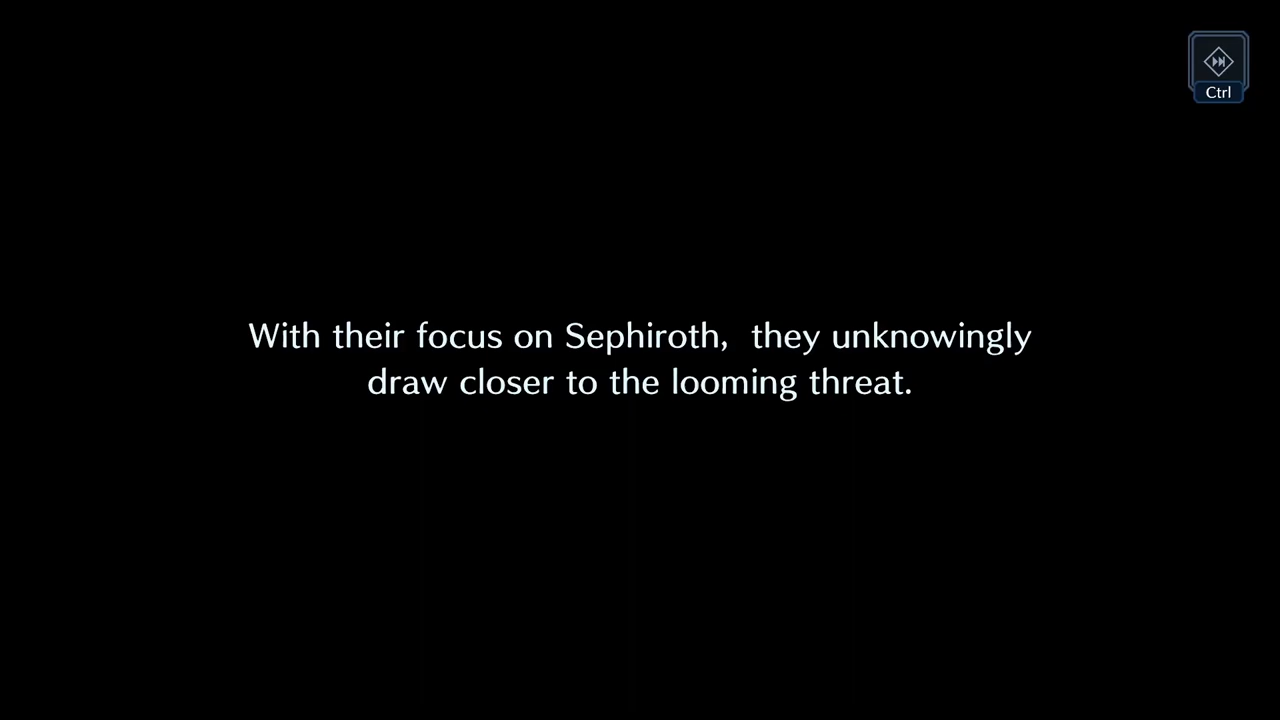 Ctrl
With their focus on Sephiroth,  they unknowingly
draw closer to the looming threat.